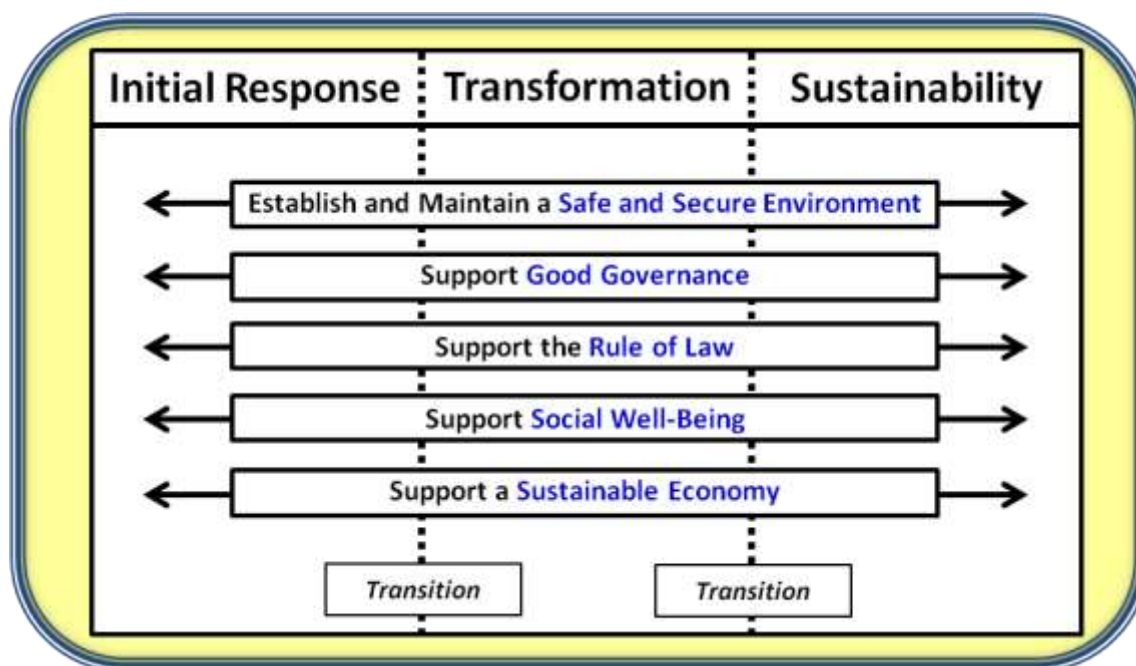 Initial Response
Transformation
Sustainability
Establish and Maintain a Safe and Secure Environment
Support Good Governance
Support the Rule of Law
Support Social Well-Being
Support a Sustainable Economy
Transition
Transition